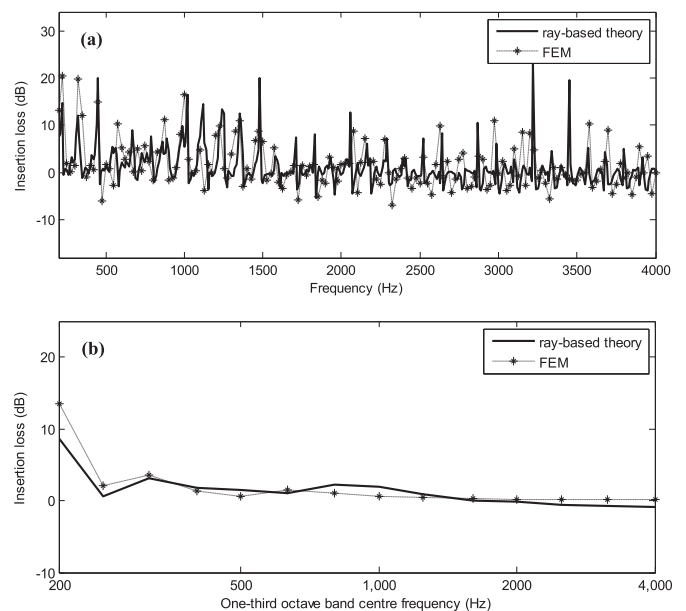 (a)
ray-based theory
FEM
30
20
10
0
-10
Insertion loss (dB)
500 1000 1500 2000 2500 3000 3500 4000
Frequency (Hz)
(b)
ray-based theory
FEM
20
10
0
-10
Insertion loss (dB)
200 500 1,000 2000 4,000
One-third octave band centre frequency (Hz)